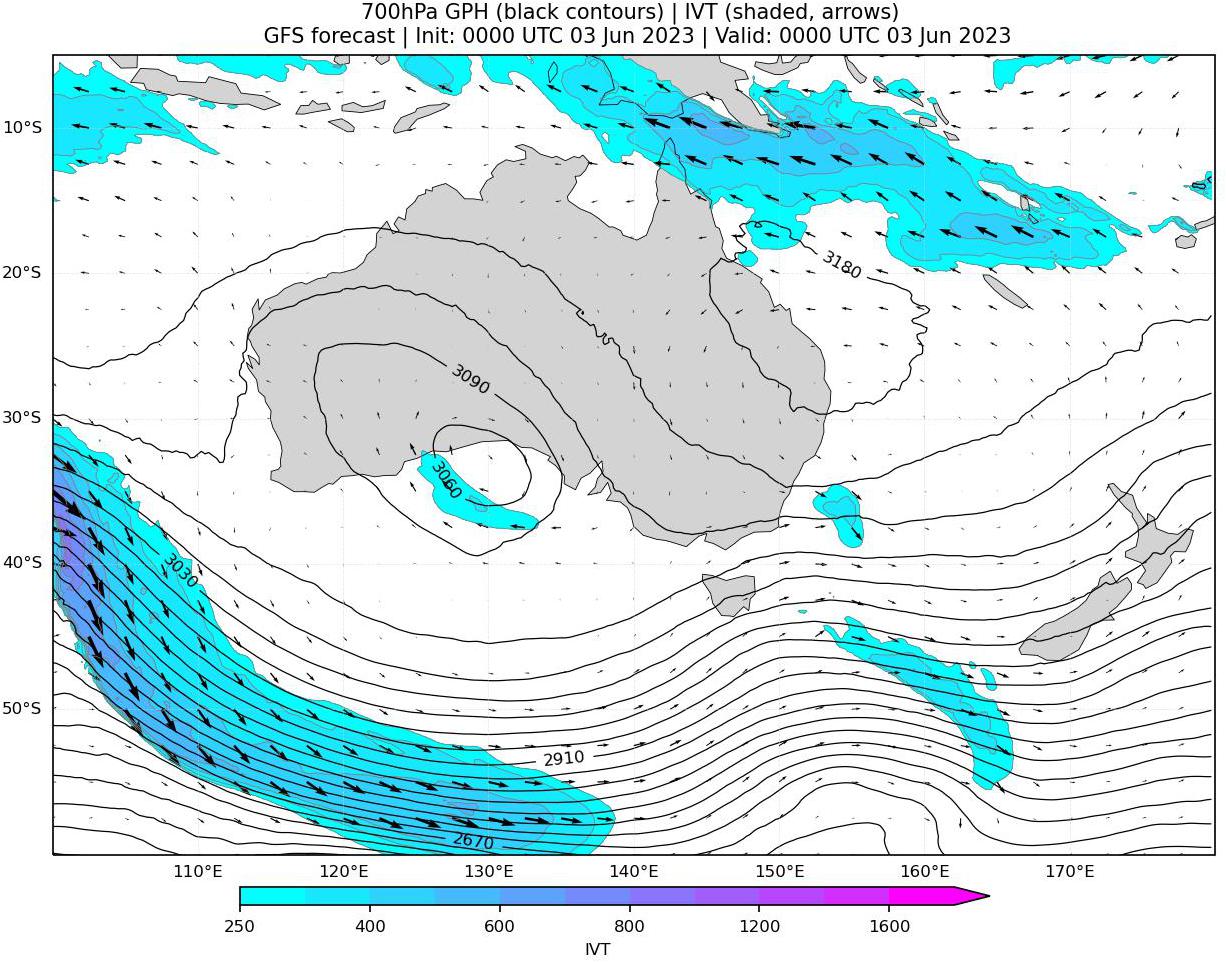 700hPa GPH (black contours) | IVT (shaded, arrows)
GFS forecast | Init: 0000 UTC 03 Jun 2023 | Valid: 0000 UTC 03 Jun 2023
10°S
3180
20°S
3090
30°S
3060
40°S
3030
50°S
2910
2670
110°E 120°E 130°E 140°E 150°E 160°E 170°E
250 400 600 800 1200 1600
IVT